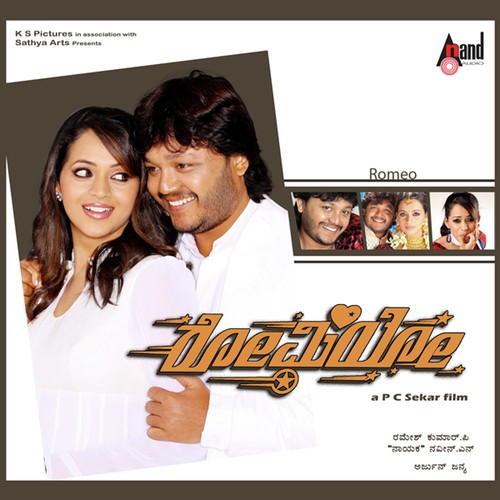 K S Pictures in association with
Sathya Arts Presents
Anand
AUDIO
Romeo
ರೋಮಿಯೋ
a P C Sekar film
ರಮೇಶ್ ಕುಮಾರ್.ಪಿ
"ನಾಯಕ" ನವೀನ್.ಎನ್
ಅರ್ಜುನ್ ಜನ್ಯ